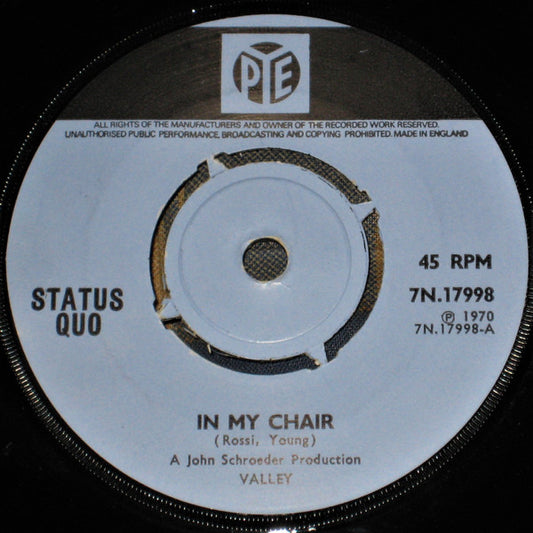 PYE
ALL RIGHTS OF THE MANUFACTURERS AND OWNER OF THE RECORDED WORK RESERVED.
UNAUTHORISED PUBLIC PERFORMANCE, BROADCASTING AND COPYING PROHIBITED. MADE IN ENGLAND
45 RPM
STATUS
QUO
7N.17998
Ⓟ 1970
7N.17998-A
IN MY CHAIR
(Rossi, Young)
A John Schroeder Production
VALLEY